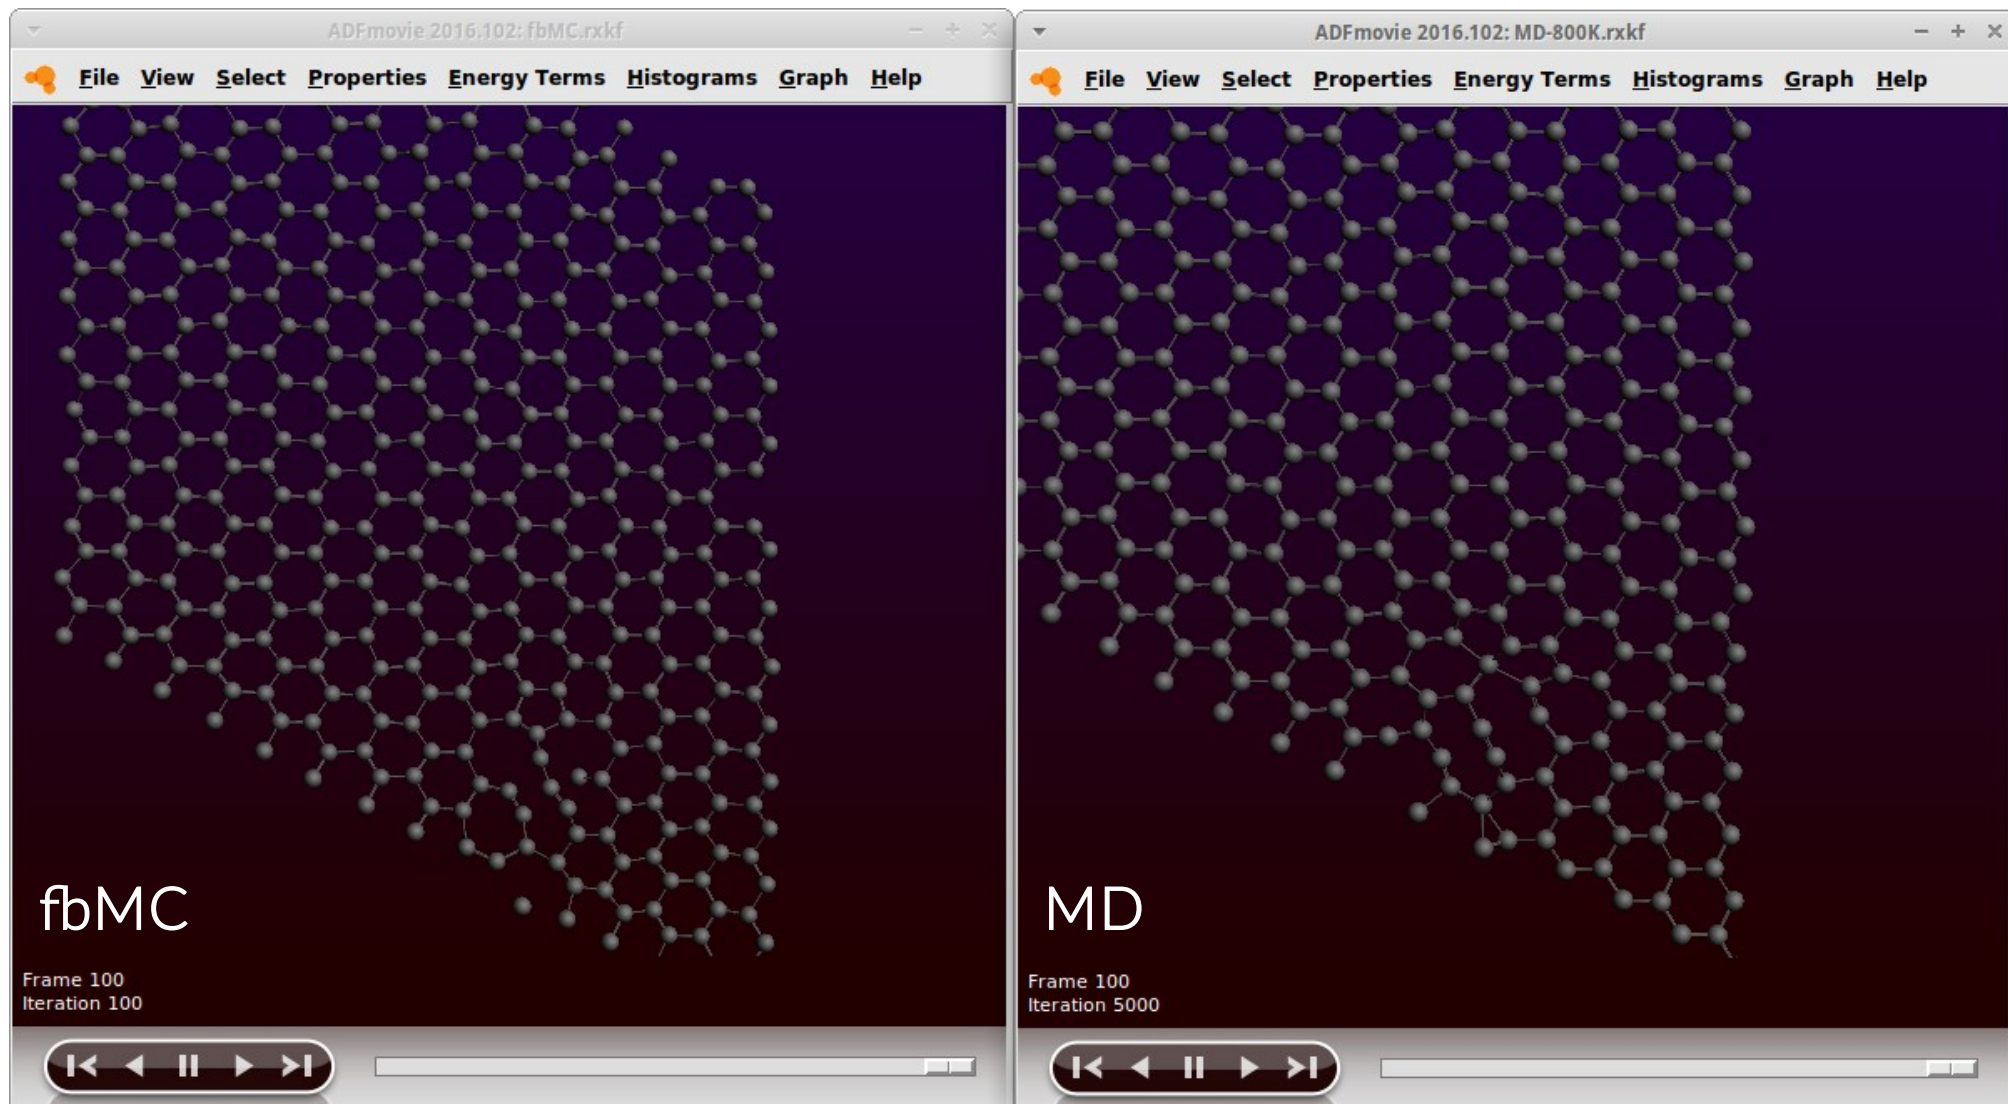 ADFmovie 2016.102: fbMC.rxkf
File View Select Properties Energy Terms Histograms Graph Help
fbMC
Frame 100
Iteration 100
ADFmovie 2016.102: MD-800K.rxkf
File View Select Properties Energy Terms Histograms Graph Help
MD
Frame 100
Iteration 5000